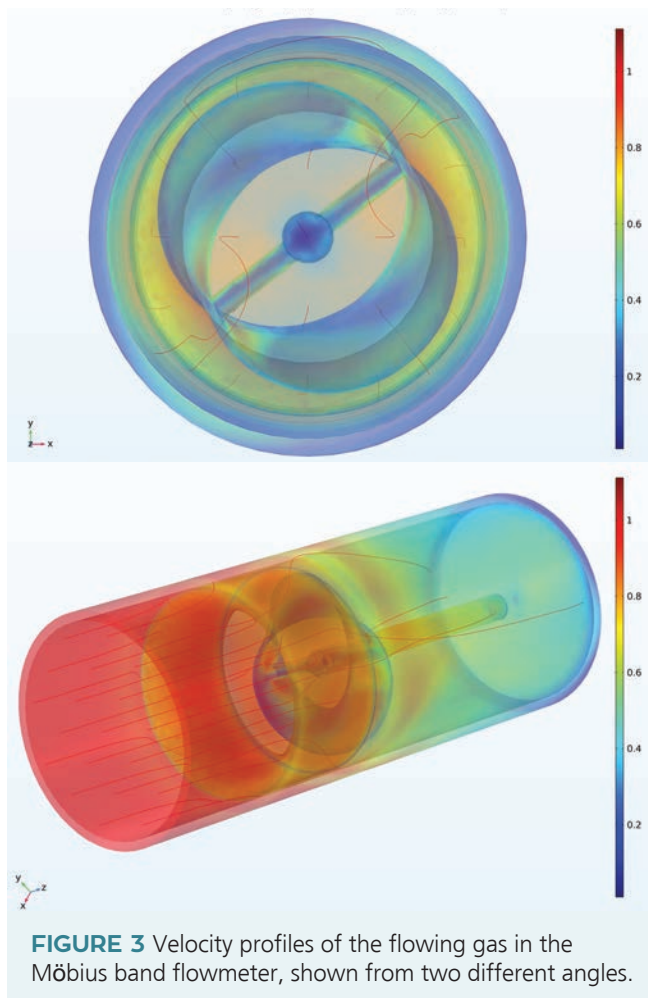 1
0.8
0.6
0.4
0.2
y
z x
1
0.8
0.6
0.4
0.2
y
z
x
FIGURE 3 Velocity profiles of the flowing gas in the
Möbius band flowmeter, shown from two different angles.